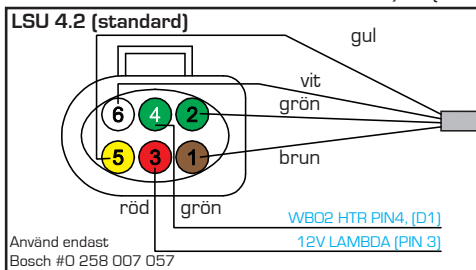 LSU 4.2 (standard)
gul
vit
grön
6 4 2
5 3 1
brun
röd grön
WBO2 HTR PIN4, (D1)
12V LAMBDA (PIN 3)
Använd endast
Bosch #0 258 007 057